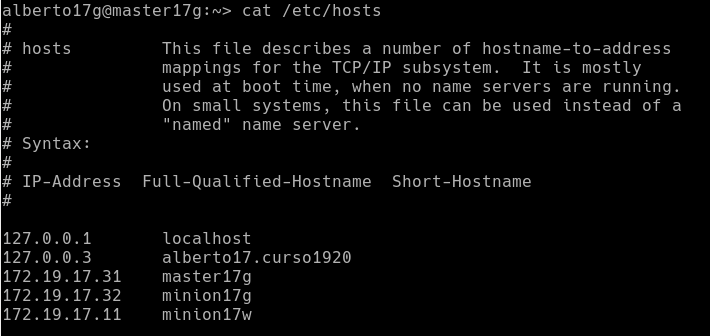 alberto17g@master17g:~> cat /etc/hosts
#
# hosts         This file describes a number of hostname-to-address
#               mappings for the TCP/IP subsystem.  It is mostly
#               used at boot time, when no name servers are running.
#               On small systems, this file can be used instead of a
#               "named" name server.
# Syntax:
#
# IP-Address  Full-Qualified-Hostname  Short-Hostname
#

127.0.0.1       localhost
127.0.0.3       alberto17.curso1920
172.19.17.31    master17g
172.19.17.32    minion17g
172.19.17.11    minion17w